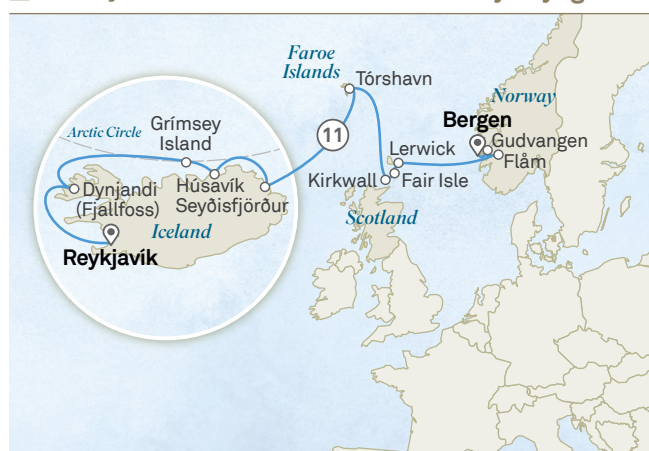 Faroe
Islands
Tórshavn
Norway
Bergen
Gudvangen
Flåm
11
Arctic Circle
Grímsey
Island
Lerwick
Kirkwall
Fair Isle
Dynjandi
(Fjallfoss)
Húsavík
Seyðisfjörður
Scotland
Iceland
Reykjavík